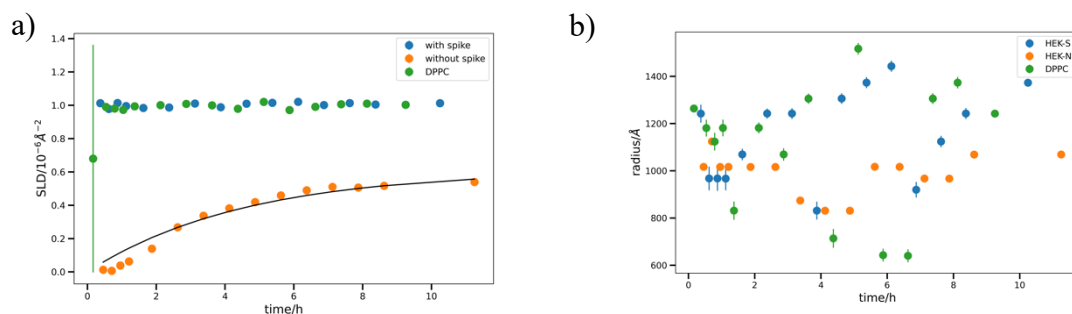 a)
1.4
1.2
1.0
0.8
0.6
0.4
0.2
0.0
SLD/10⁻⁶Å⁻²
0 2 4 6 8 10
time/h
with spike
without spike
DPPC
b)
1400
1200
1000
800
600
radius/Å
0 2 4 6 8 10
time/h
HEK-S
HEK-N
DPPC